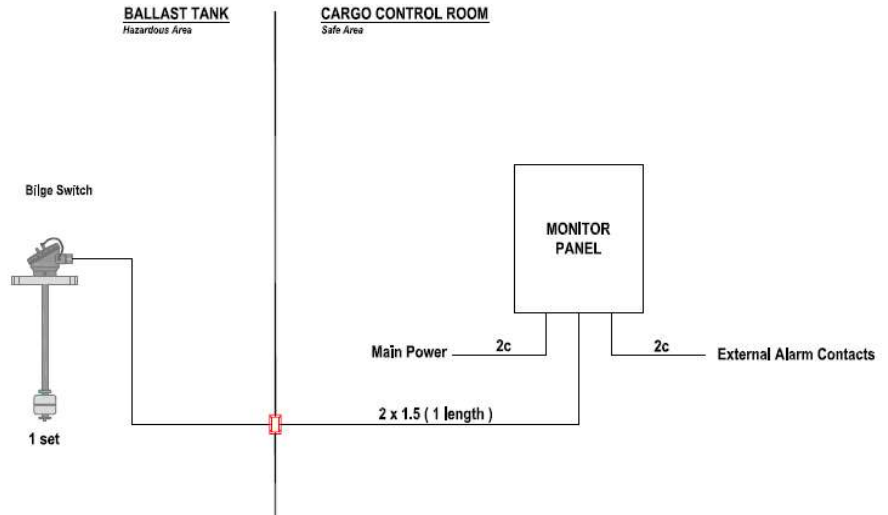 BALLAST TANK
Hazardous Area
CARGO CONTROL ROOM
Safe Area
Bilge Switch
MONITOR
PANEL
Main Power
2c
2c
External Alarm Contacts
2 x 1.5 ( 1 length )
1 set